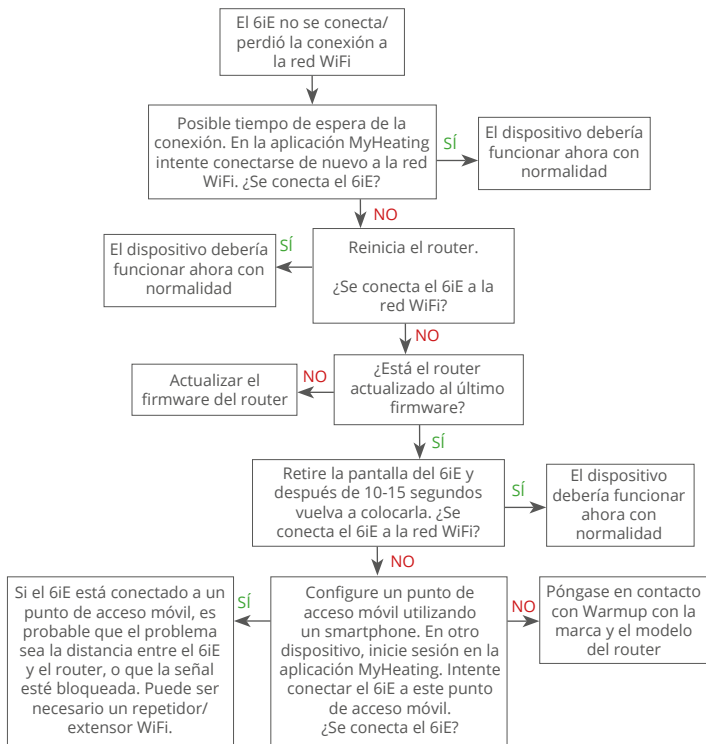 El 6iE no se conecta/
perdió la conexión a
la red WiFi
Posible tiempo de espera de la
conexión. En la aplicación MyHeating
intente conectarse de nuevo a la red
WiFi. ¿Se conecta el 6iE?
SÍ
El dispositivo debería
funcionar ahora con
normalidad
NO
Reinicia el router.
¿Se conecta el 6iE a la
red WiFi?
SÍ
El dispositivo debería
funcionar ahora con
normalidad
NO
¿Está el router
actualizado al último
firmware?
NO
Actualizar el
firmware del router
SÍ
Retire la pantalla del 6iE y
después de 10-15 segundos
vuelva a colocarla. ¿Se
conecta el 6iE a la red WiFi?
SÍ
El dispositivo
debería funcionar
ahora con
normalidad
NO
Configure un punto de
acceso móvil utilizando
un smartphone. En otro
dispositivo, inicie sesión en la
aplicación MyHeating. Intente
conectar el 6iE a este punto
de acceso móvil.
¿Se conecta el 6iE?
SÍ
Si el 6iE está conectado a un
punto de acceso móvil, es
probable que el problema
sea la distancia entre el 6iE
y el router, o que la señal
esté bloqueada. Puede ser
necesario un repetidor/
extensor WiFi.
NO
Póngase en contacto
con Warmup con la
marca y el modelo
del router